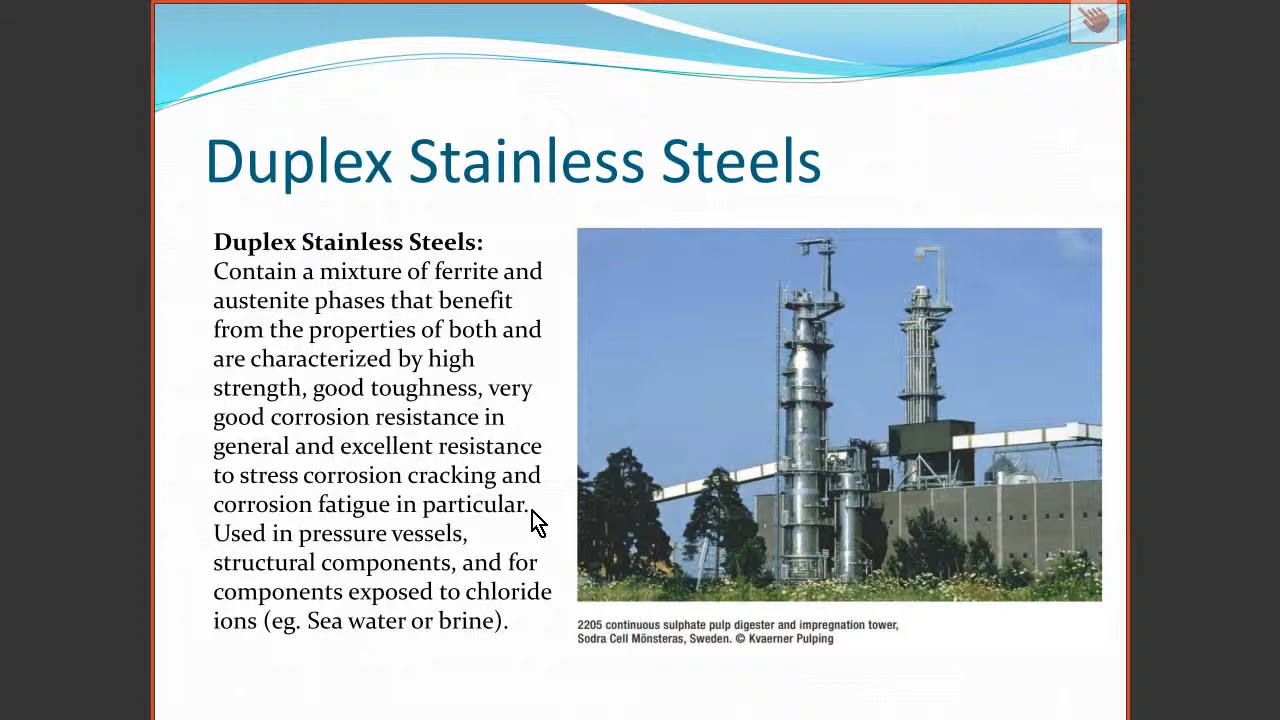 Duplex Stainless Steels
Duplex Stainless Steels:
Contain a mixture of ferrite and
austenite phases that benefit
from the properties of both and
are characterized by high
strength, good toughness, very
good corrosion resistance in
general and excellent resistance
to stress corrosion cracking and
corrosion fatigue in particular.
Used in pressure vessels,
structural components, and for
components exposed to chloride
ions (eg. Sea water or brine).
2205 continuous sulphate pulp digester and impregnation tower,
Sodra Cell Mönsteras, Sweden. © Kvaerner Pulping